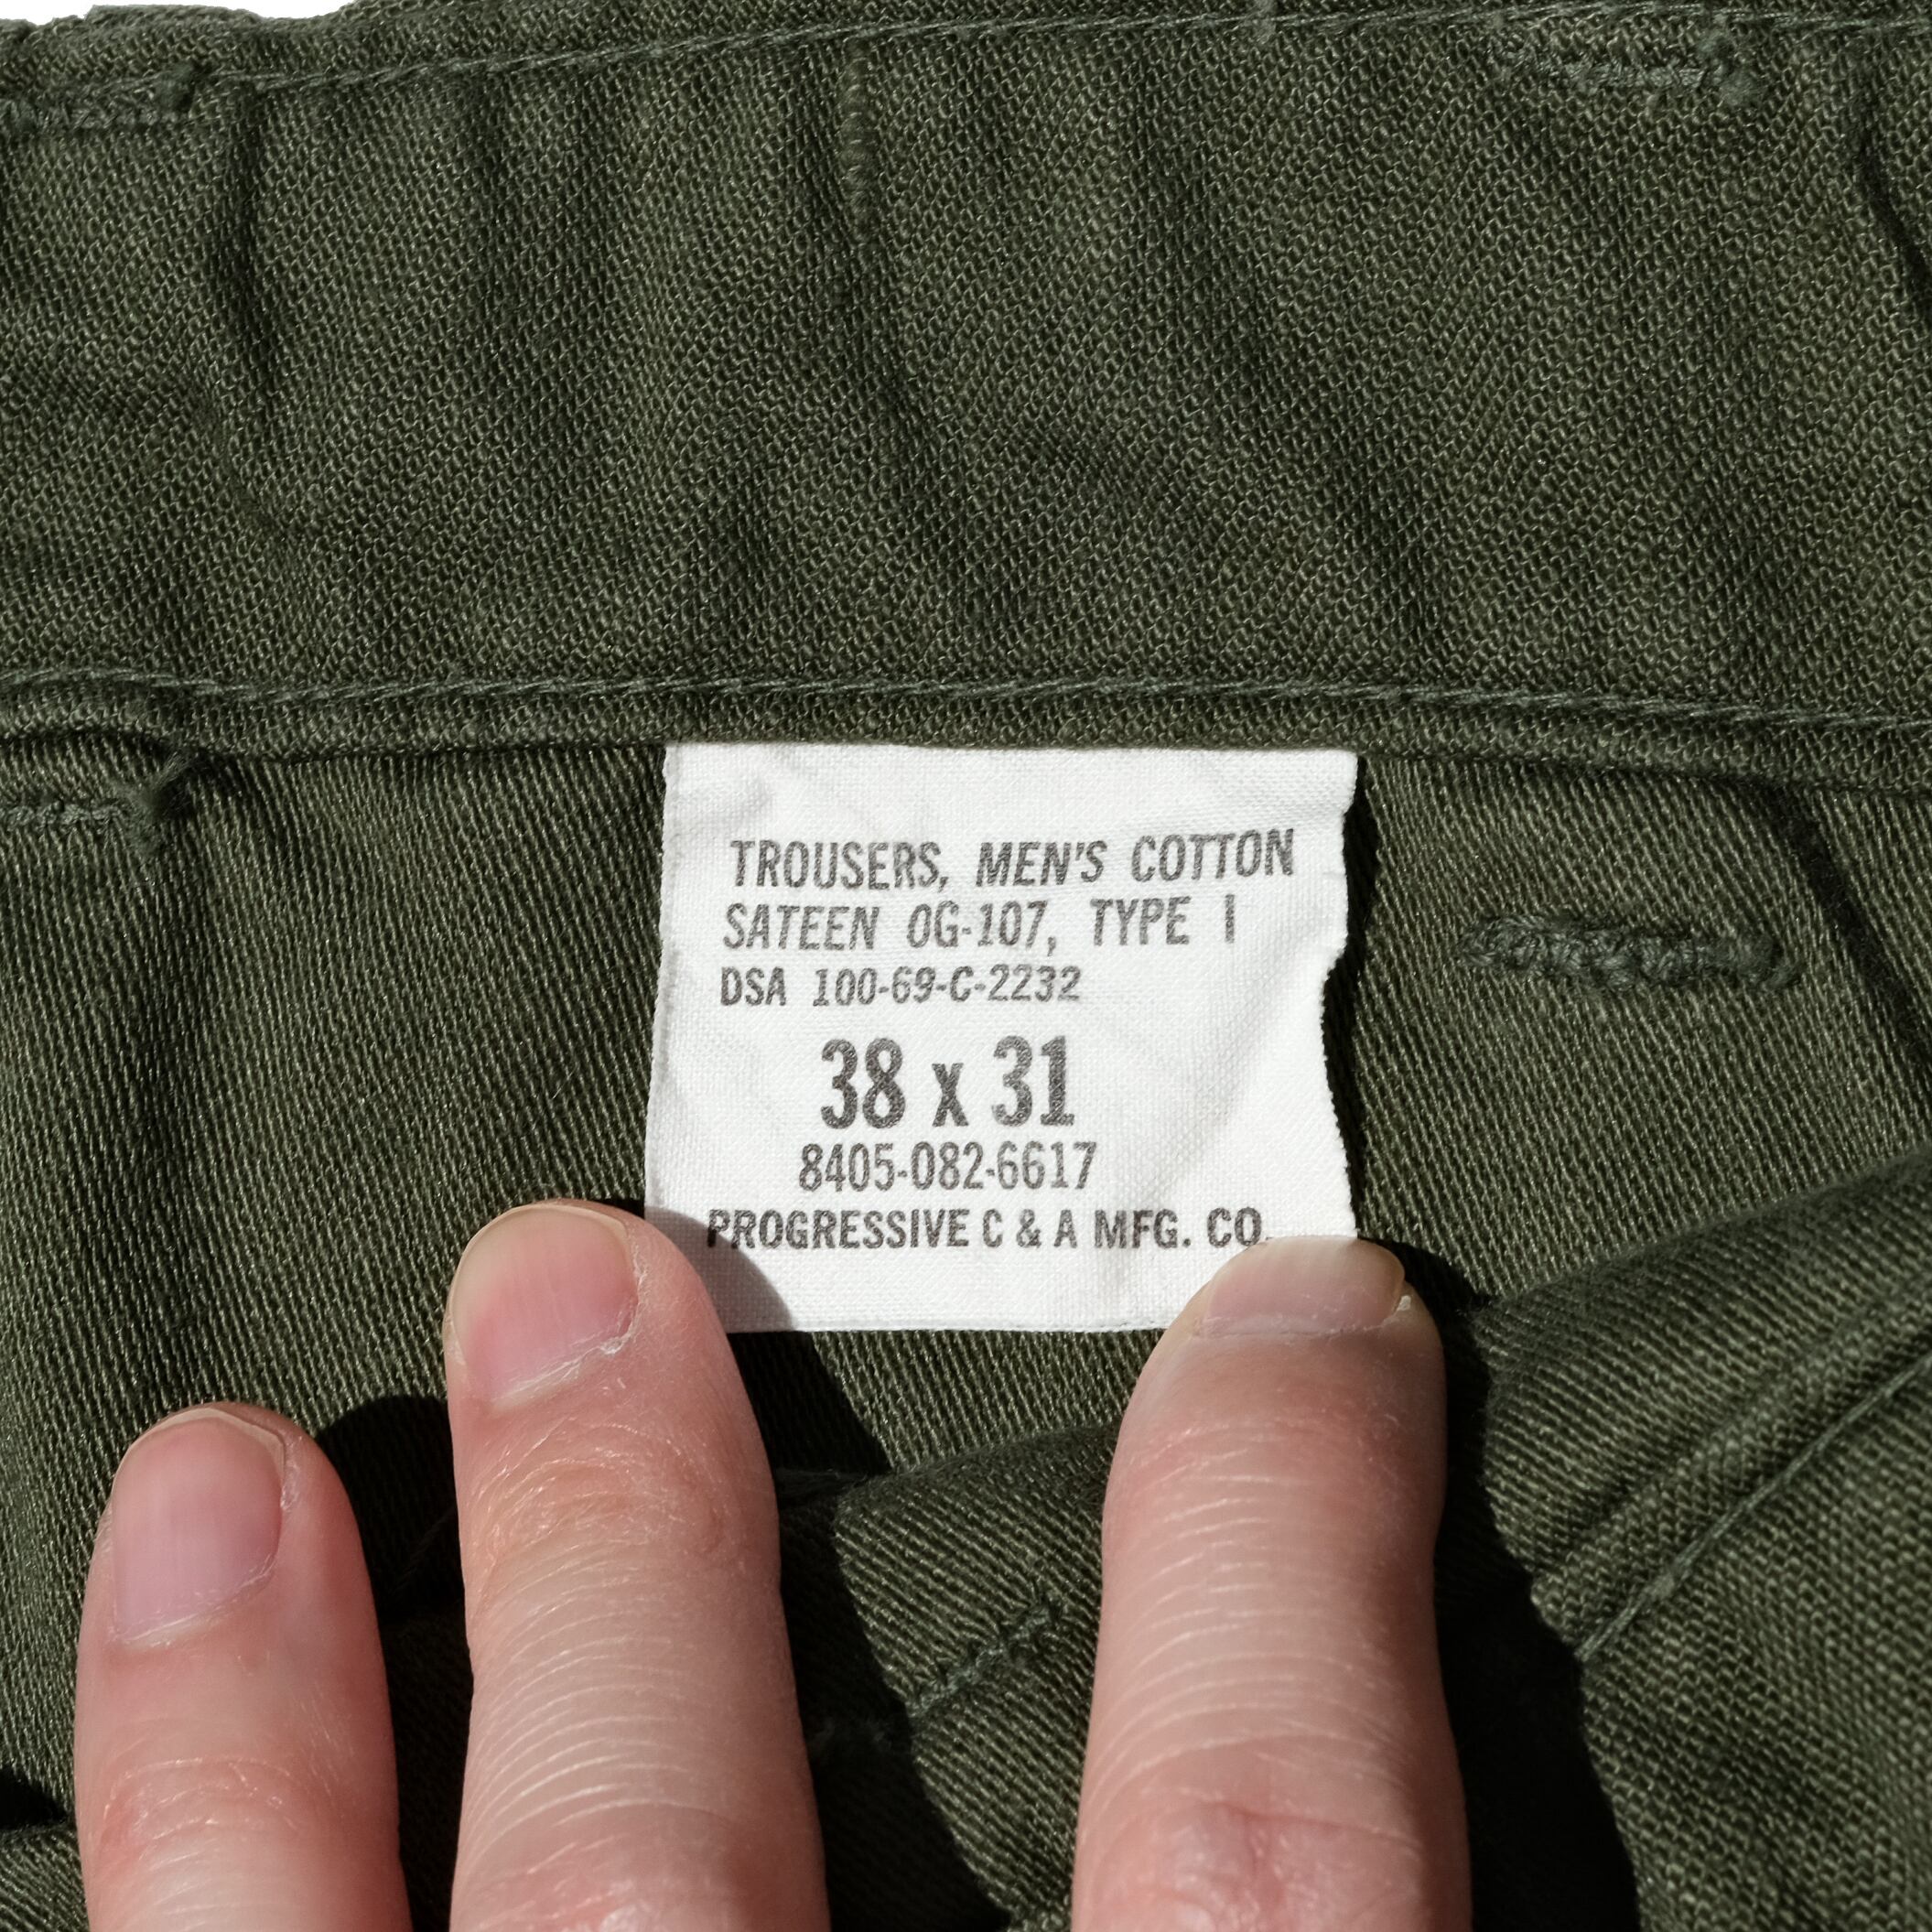 TROUSERS, MEN'S COTTON
SATEEN OG-107, TYPE I
DSA 100-69-C-2232
38 x 31
8405-082-6617
PROGRESSIVE C & A MFG. CO.